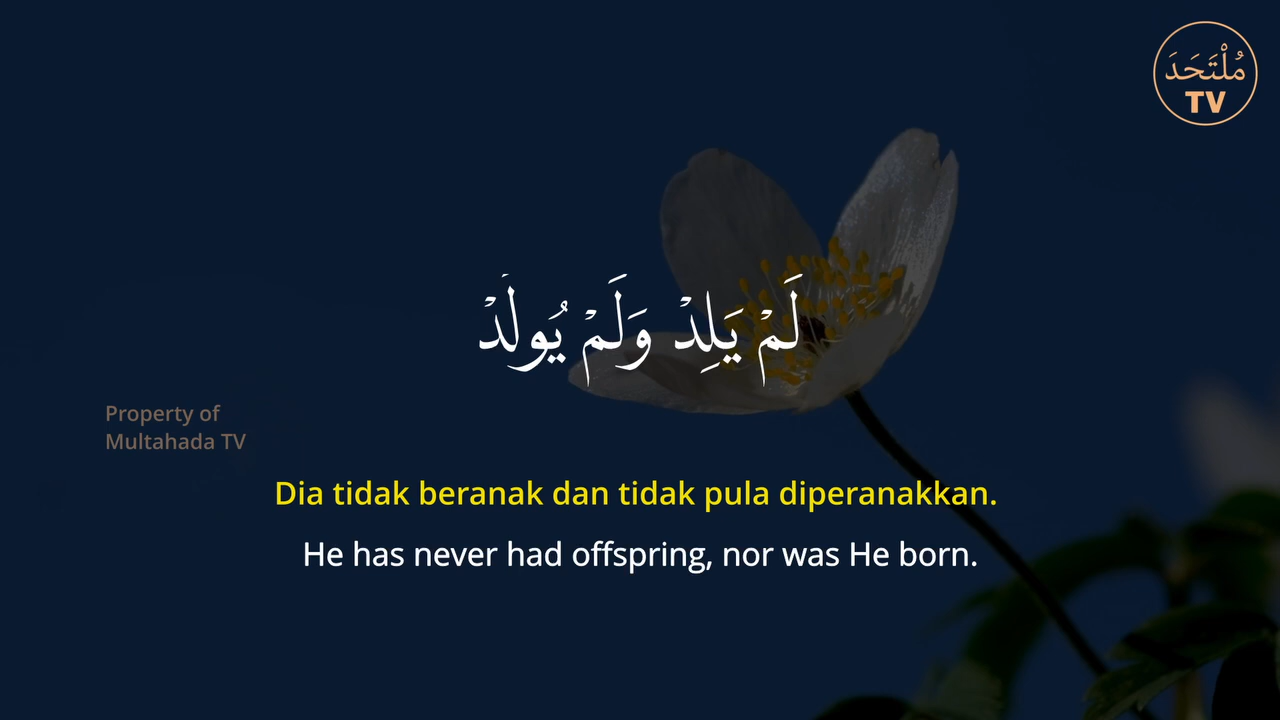 مُلْتَحَدَ
TV
لَمْ يَلِدْ وَلَمْ يُولَدْ
Property of
Multahada TV
Dia tidak beranak dan tidak pula diperanakkan.
He has never had offspring, nor was He born.